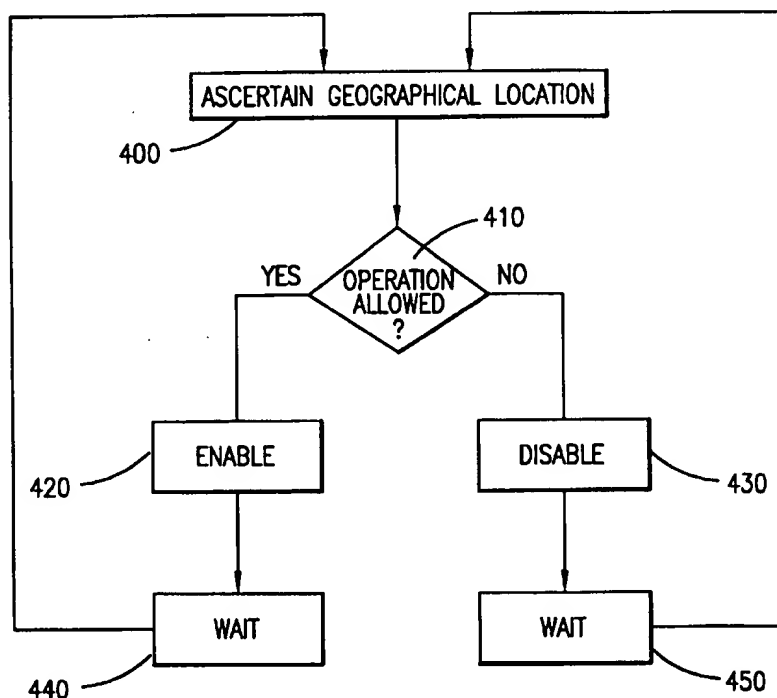 ASCERTAIN GEOGRAPHICAL LOCATION
400
410
YES
OPERATION
ALLOWED
?
NO
ENABLE
420
DISABLE
430
WAIT
440
WAIT
450